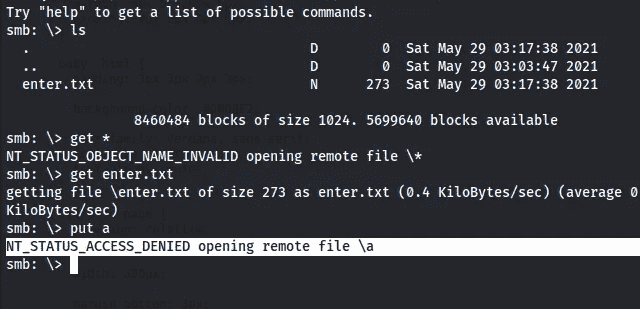 Try "help" to get a list of possible commands.
smb: \> ls
. D 0 Sat May 29 03:17:38 2021
.. D 0 Sat May 29 03:03:47 2021
enter.txt N 273 Sat May 29 03:17:38 2021
8460484 blocks of size 1024. 5699640 blocks available
smb: \> get *
NT_STATUS_OBJECT_NAME_INVALID opening remote file \*
smb: \> get enter.txt
getting file \enter.txt of size 273 as enter.txt (0.4 KiloBytes/sec) (average 0
KiloBytes/sec)
smb: \> put a
NT_STATUS_ACCESS_DENIED opening remote file \a
smb: \>